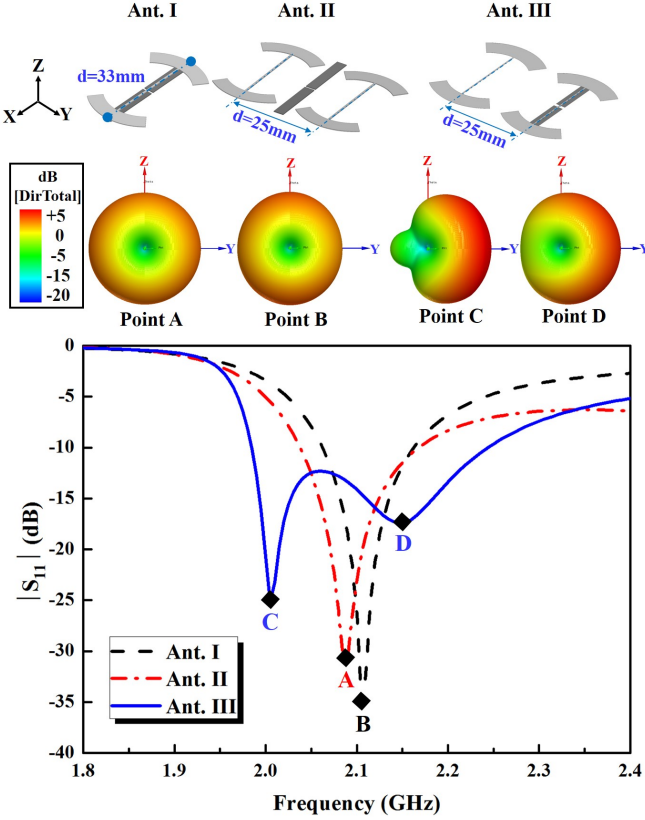 Ant. I
Ant. II
Ant. III
Z
X
Y
d=33mm
d=25mm
d=25mm
dB
[DirTotal]
+5
0
-5
-15
-20
Z
Y
Point A
Z
Y
Point B
Z
Y
Point C
Z
Y
Point D
0
-5
-10
-15
-20
-25
-30
-35
-40
|S11| (dB)
C
A
B
D
Ant. I
Ant. II
Ant. III
1.8 1.9 2.0 2.1 2.2 2.3 2.4
Frequency (GHz)